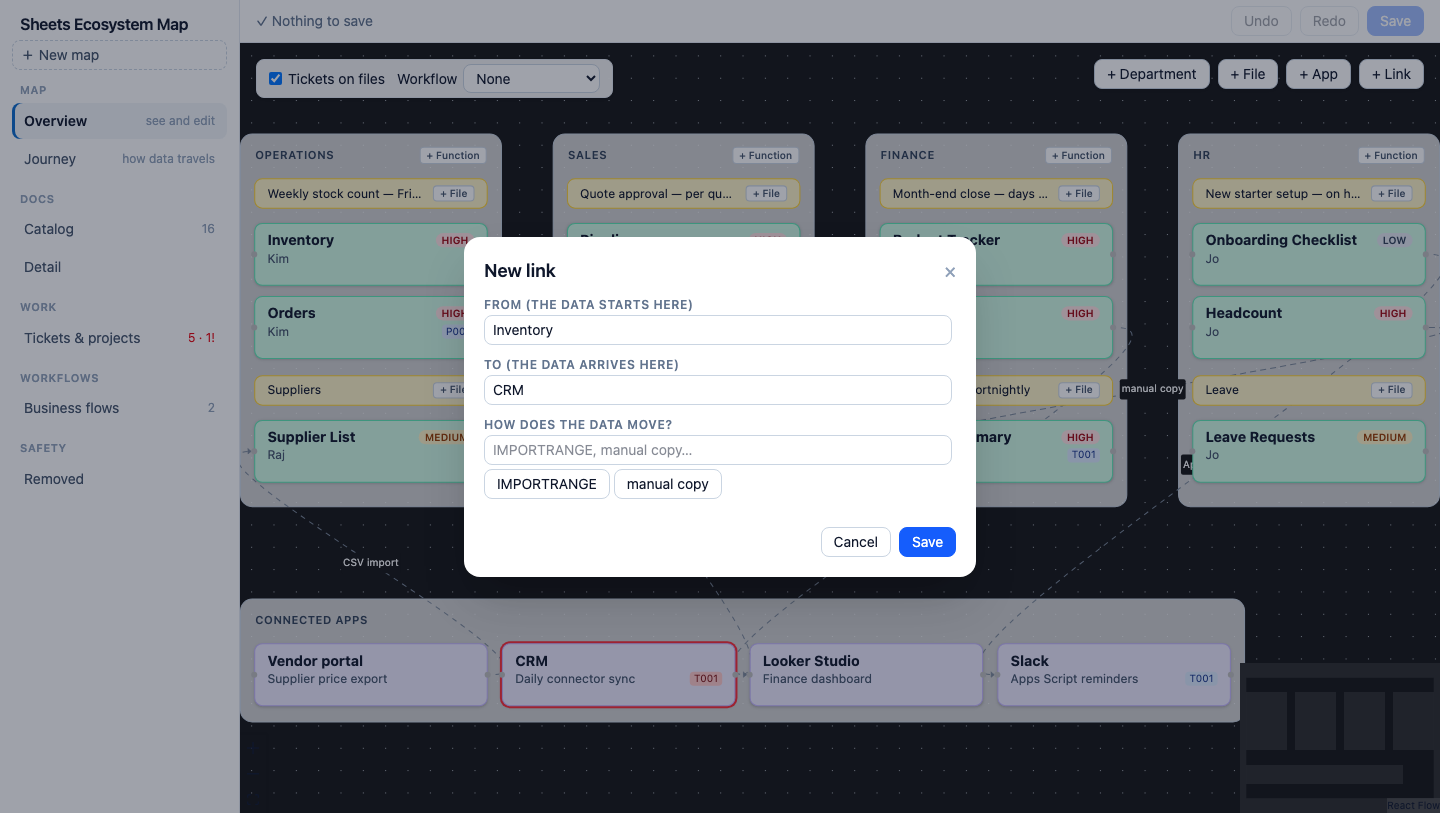 Sheets Ecosystem Map
+ New map
MAP
Overview see and edit
Journey how data travels
DOCS
Catalog 16
Detail
WORK
Tickets & projects 5 · 1!
WORKFLOWS
Business flows 2
SAFETY
Removed
✓ Nothing to save
Undo Redo Save
Tickets on files Workflow None
+ Department + File + App + Link
OPERATIONS + Function
Weekly stock count — Fri... + File
Inventory HIGH
Kim
Orders
Kim
Suppliers
Supplier List
Raj
SALES + Function
Quote approval — per qu... + File
FINANCE + Function
Month-end close — days ... + File
HIGH
HIGH
+ File
HIGH
T001
manual copy
HR + Function
New starter setup — on h... + File
Onboarding Checklist LOW
Jo
Headcount HIGH
Jo
Leave + File
Leave Requests MEDIUM
Jo
New link ×
FROM (THE DATA STARTS HERE)
Inventory
TO (THE DATA ARRIVES HERE)
CRM
HOW DOES THE DATA MOVE?
IMPORTRANGE, manual copy...
IMPORTRANGE manual copy
Cancel Save
CSV import
CONNECTED APPS
Vendor portal
Supplier price export
CRM
Daily connector sync T001
Looker Studio
Finance dashboard
Slack
Apps Script reminders T001
React Flow